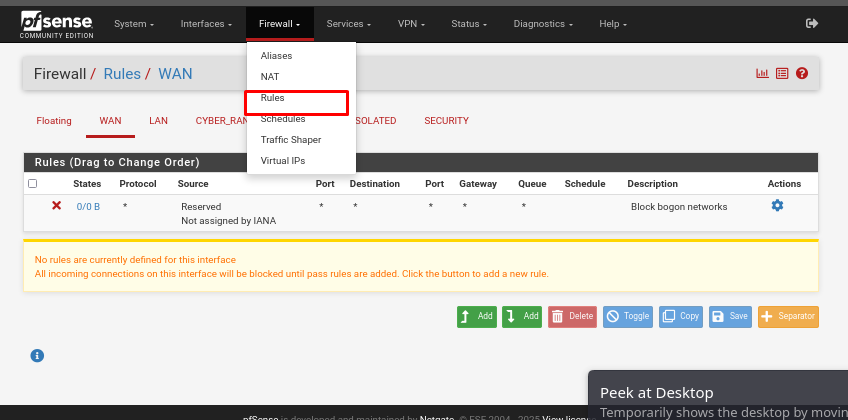 pfsense
COMMUNITY EDITION
System
Interfaces
Firewall
Services
VPN
Status
Diagnostics
Help
Aliases
NAT
Rules
Schedules
Traffic Shaper
Virtual IPs
Firewall / Rules / WAN
Floating
WAN
LAN
CYBER_RAN
SOLATED
SECURITY
Rules (Drag to Change Order)
States Protocol Source Port Destination Port Gateway Queue Schedule Description Actions
0/0 B * Reserved * * * * * Block bogon networks
Not assigned by IANA
No rules are currently defined for this interface
All incoming connections on this interface will be blocked until pass rules are added. Click the button to add a new rule.
Add
Add
Delete
Toggle
Copy
Save
Separator
Peek at Desktop
Temporarily shows the desktop by movin
pfSense is developed and maintained by Netgate. © ESF 2004 - 2025 View licens